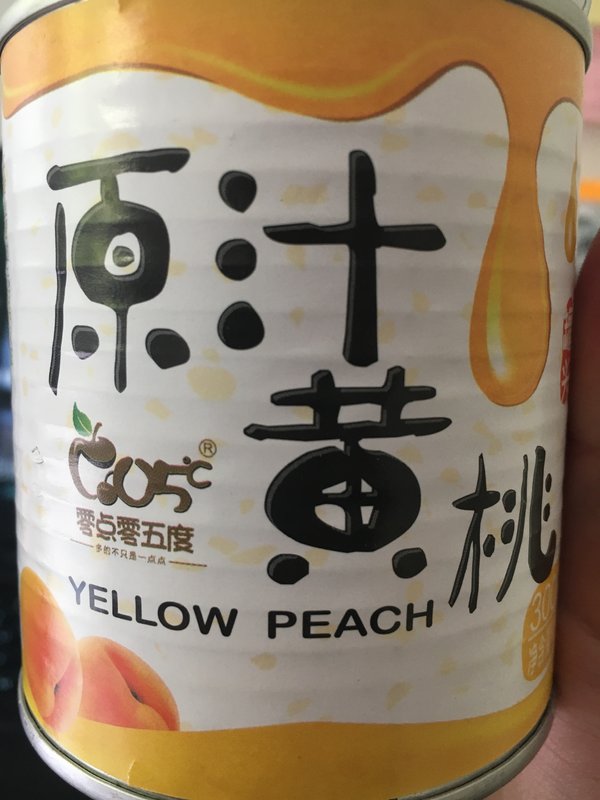 原汁
黄桃
005℃®
零点零五度
多的不只是一点点
YELLOW PEACH